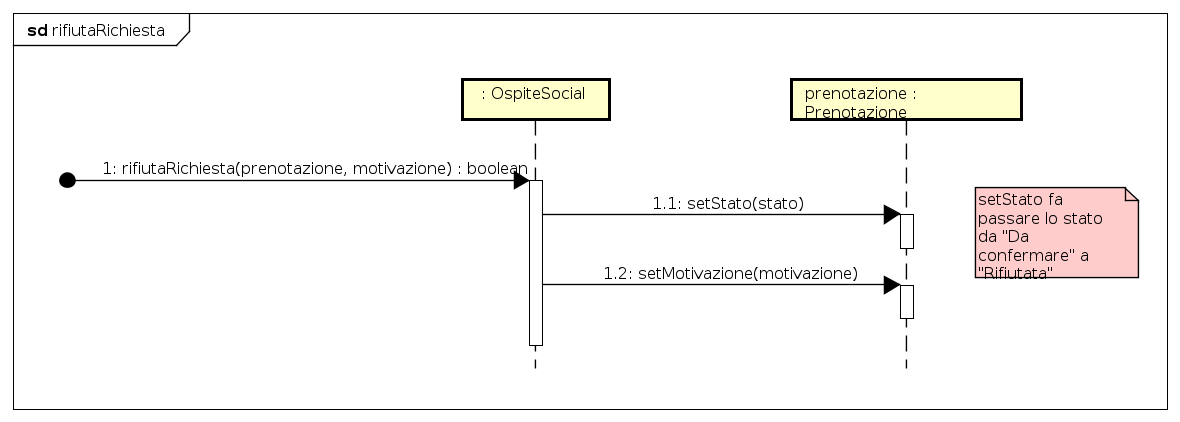 sd rifiutaRichiesta
: OspiteSocial
prenotazione :
Prenotazione
1: rifiutaRichiesta(prenotazione, motivazione) : boolean
1.1: setStato(stato)
setStato fa
passare lo stato
da "Da
confermare" a
"Rifiutata"
1.2: setMotivazione(motivazione)